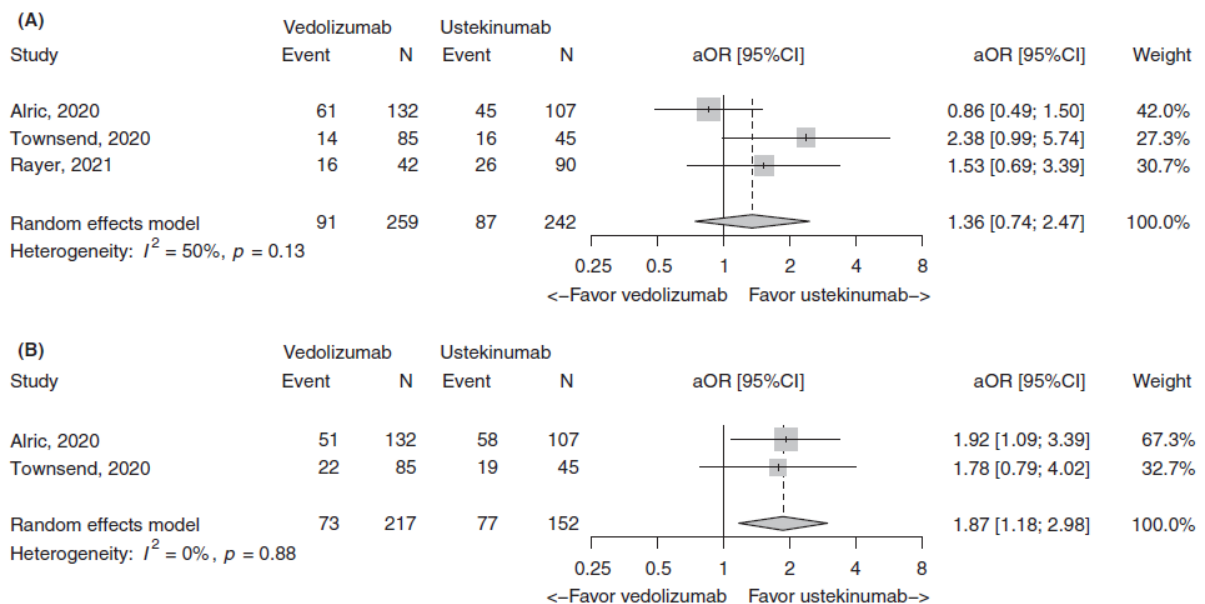 (A)
Vedolizumab Ustekinumab
Study Event N Event N aOR [95%CI] aOR [95%CI] Weight
Alric, 2020 61 132 45 107 0.86 [0.49; 1.50] 42.0%
Townsend, 2020 14 85 16 45 2.38 [0.99; 5.74] 27.3%
Rayer, 2021 16 42 26 90 1.53 [0.69; 3.39] 30.7%
Random effects model 91 259 87 242 1.36 [0.74; 2.47] 100.0%
Heterogeneity: I² = 50%, p = 0.13
0.25 0.5 1 2 4 8
<–Favor vedolizumab Favor ustekinumab–>
(B)
Vedolizumab Ustekinumab
Study Event N Event N aOR [95%CI] aOR [95%CI] Weight
Alric, 2020 51 132 58 107 1.92 [1.09; 3.39] 67.3%
Townsend, 2020 22 85 19 45 1.78 [0.79; 4.02] 32.7%
Random effects model 73 217 77 152 1.87 [1.18; 2.98] 100.0%
Heterogeneity: I² = 0%, p = 0.88
0.25 0.5 1 2 4 8
<–Favor vedolizumab Favor ustekinumab–>